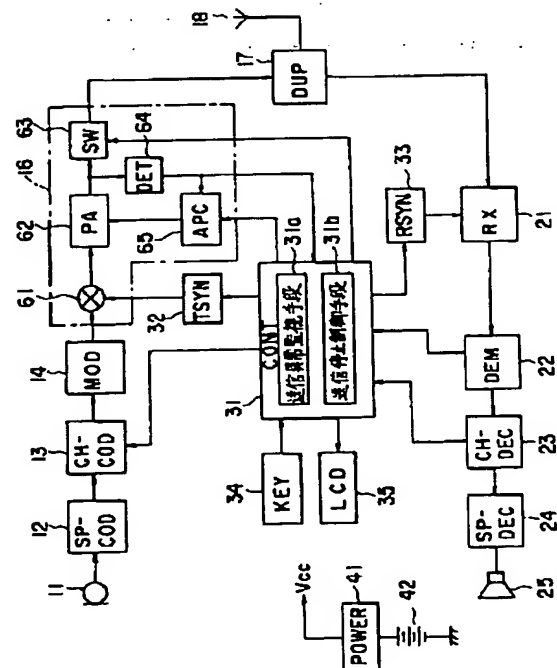 11
12
SP-
COD
13
CH-
COD
14
MOD
61
16
62
PA
63
SW
64
DET
65
APC
17
DUP
18
32
TSYN
31
CONT
31a
送信異常監視手段
31b
送信停止制御手段
33
RSYN
34
KEY
35
LCD
21
RX
22
DEM
23
CH-
DEC
24
SP-
DEC
25
Vcc
41
POWER
42